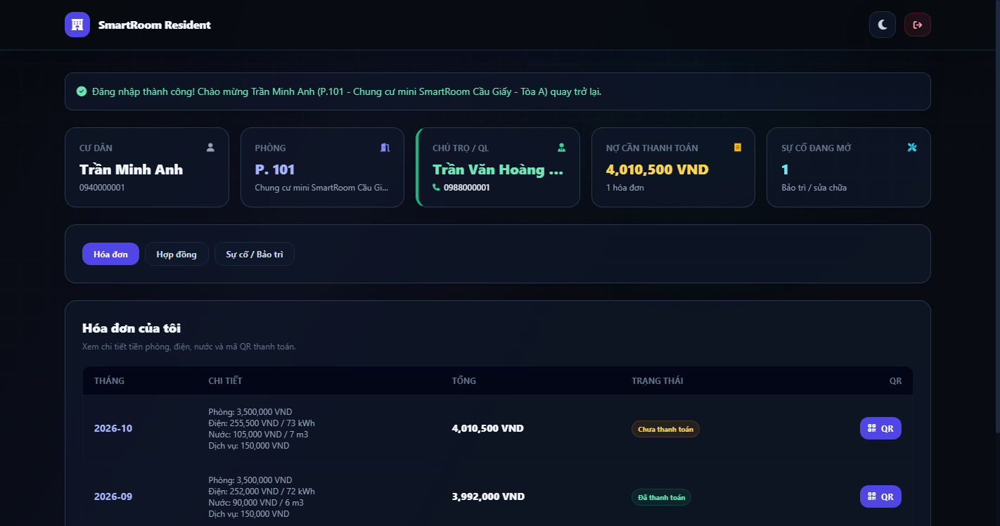 SmartRoom Resident
Đăng nhập thành công! Chào mừng Trần Minh Anh (P.101 - Chung cư mini SmartRoom Cầu Giấy - Tòa A) quay trở lại.
CƯ DÂN
Trần Minh Anh
0940000001
PHÒNG
P. 101
Chung cư mini SmartRoom Cầu Gi...
CHỦ TRỌ / QL
Trần Văn Hoàng ...
0988000001
NỢ CẦN THANH TOÁN
4,010,500 VND
1 hóa đơn
SỰ CỐ ĐANG MỞ
1
Bảo trì / sửa chữa
Hóa đơn
Hợp đồng
Sự cố / Bảo trì
Hóa đơn của tôi
Xem chi tiết tiền phòng, điện, nước và mã QR thanh toán.
THÁNG CHI TIẾT TỔNG TRẠNG THÁI QR
2026-10
Phòng: 3,500,000 VND
Điện: 255,500 VND / 73 kWh
Nước: 105,000 VND / 7 m3
Dịch vụ: 150,000 VND
4,010,500 VND
Chưa thanh toán
QR
2026-09
Phòng: 3,500,000 VND
Điện: 252,000 VND / 72 kWh
Nước: 90,000 VND / 6 m3
Dịch vụ: 150,000 VND
3,992,000 VND
Đã thanh toán
QR